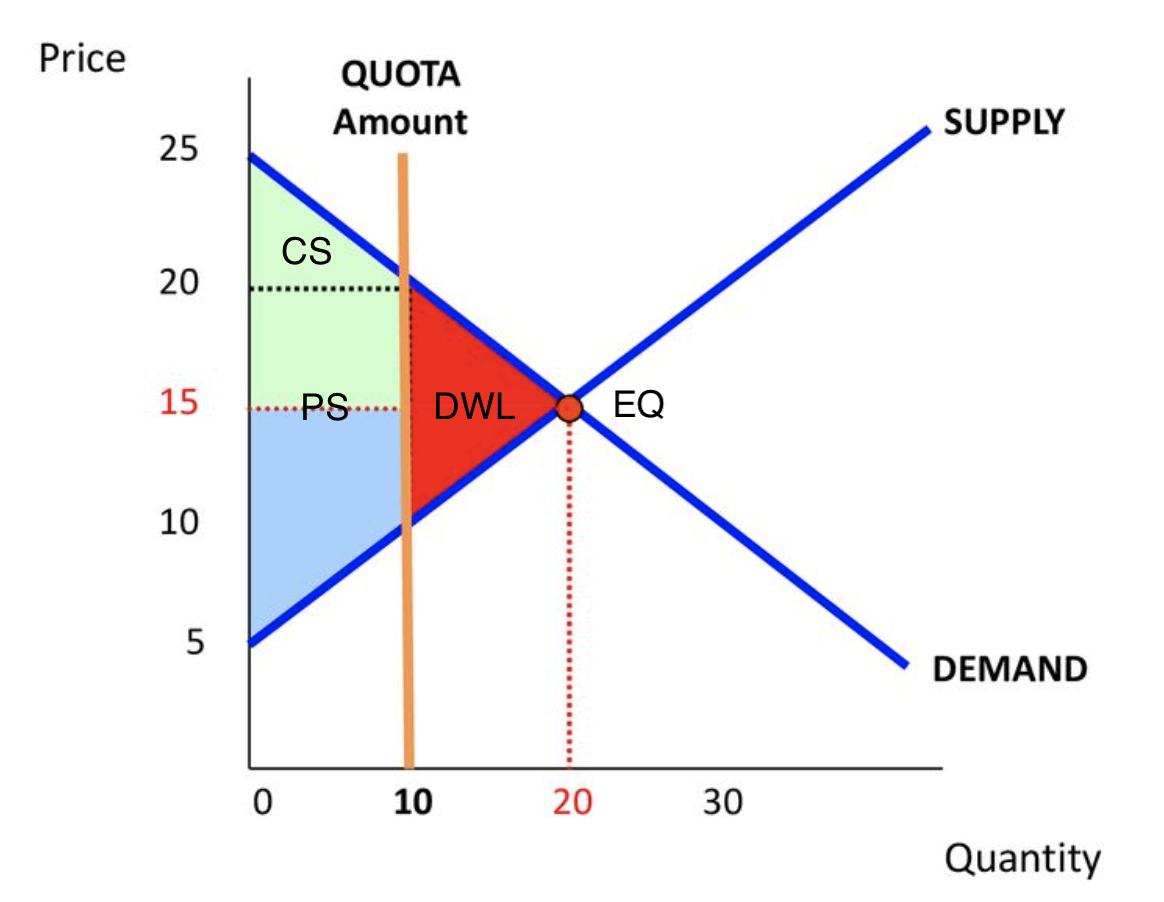 Price
QUOTA
Amount
SUPPLY
25
CS
20
15
PS
DWL
EQ
10
5
DEMAND
0
10
20
30
Quantity